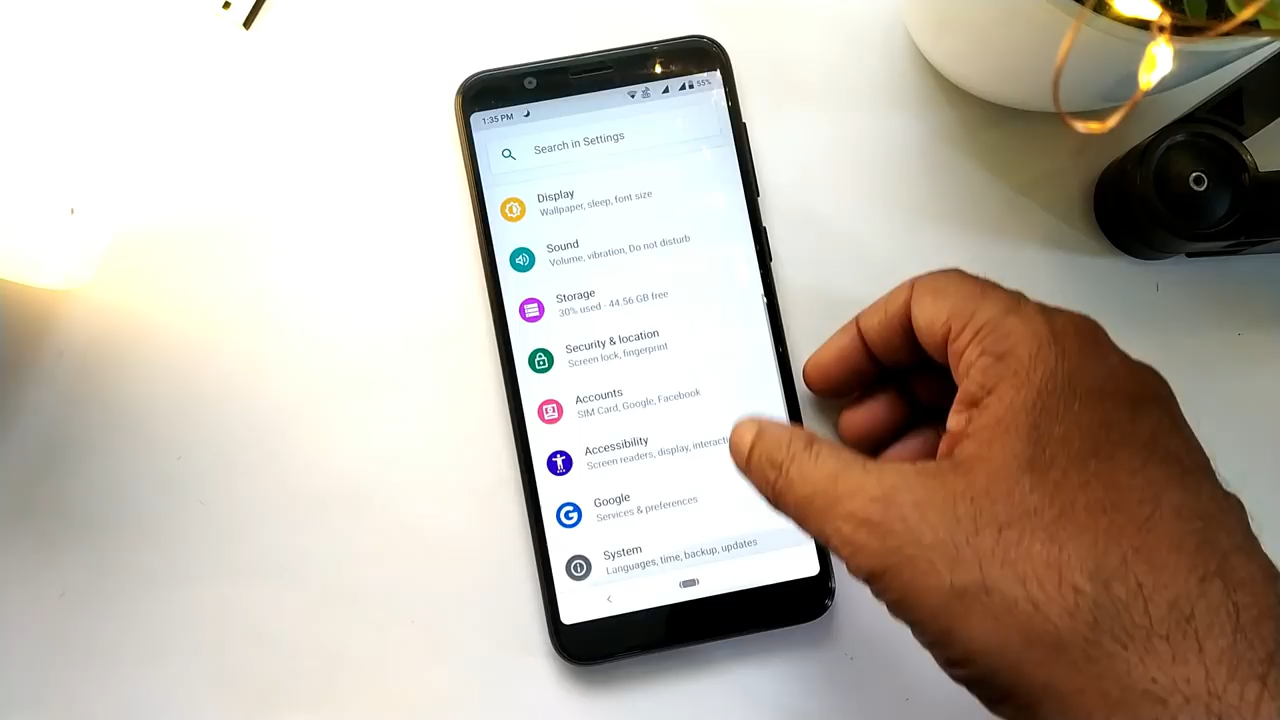 1:35 PM
55%
Search in Settings
Display
Wallpaper, sleep, font size
Sound
Volume, vibration, Do not disturb
Storage
30% used - 44.56 GB free
Security & location
Screen lock, fingerprint
Accounts
SIM Card, Google, Facebook
Accessibility
Screen readers, display, interacti
Google
Services & preferences
System
Languages, time, backup, updates